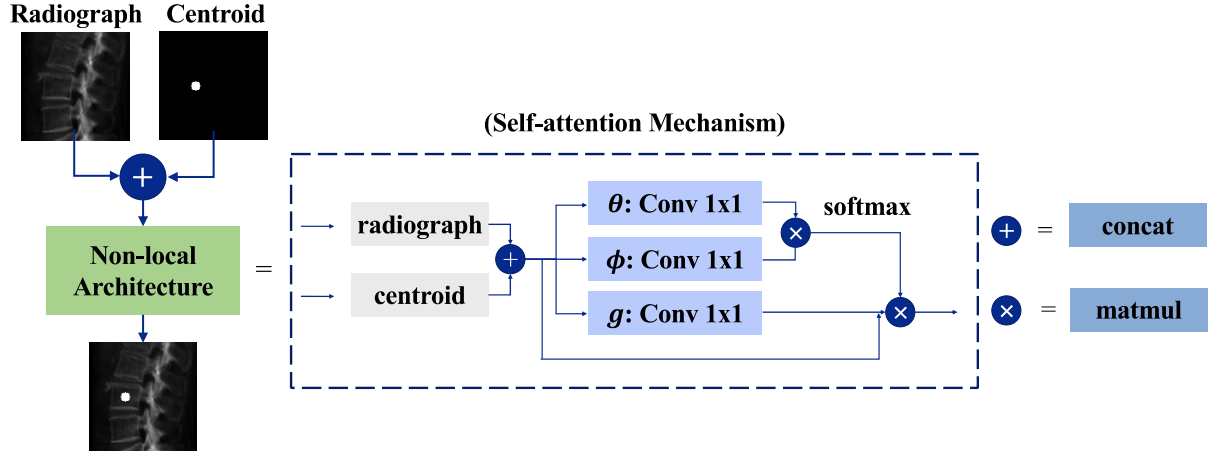 Radiograph Centroid
(Self-attention Mechanism)
+
Non-local
Architecture
=
radiograph
centroid
+
θ: Conv 1x1
ϕ: Conv 1x1
g: Conv 1x1
×
softmax
×
+ = concat
× = matmul